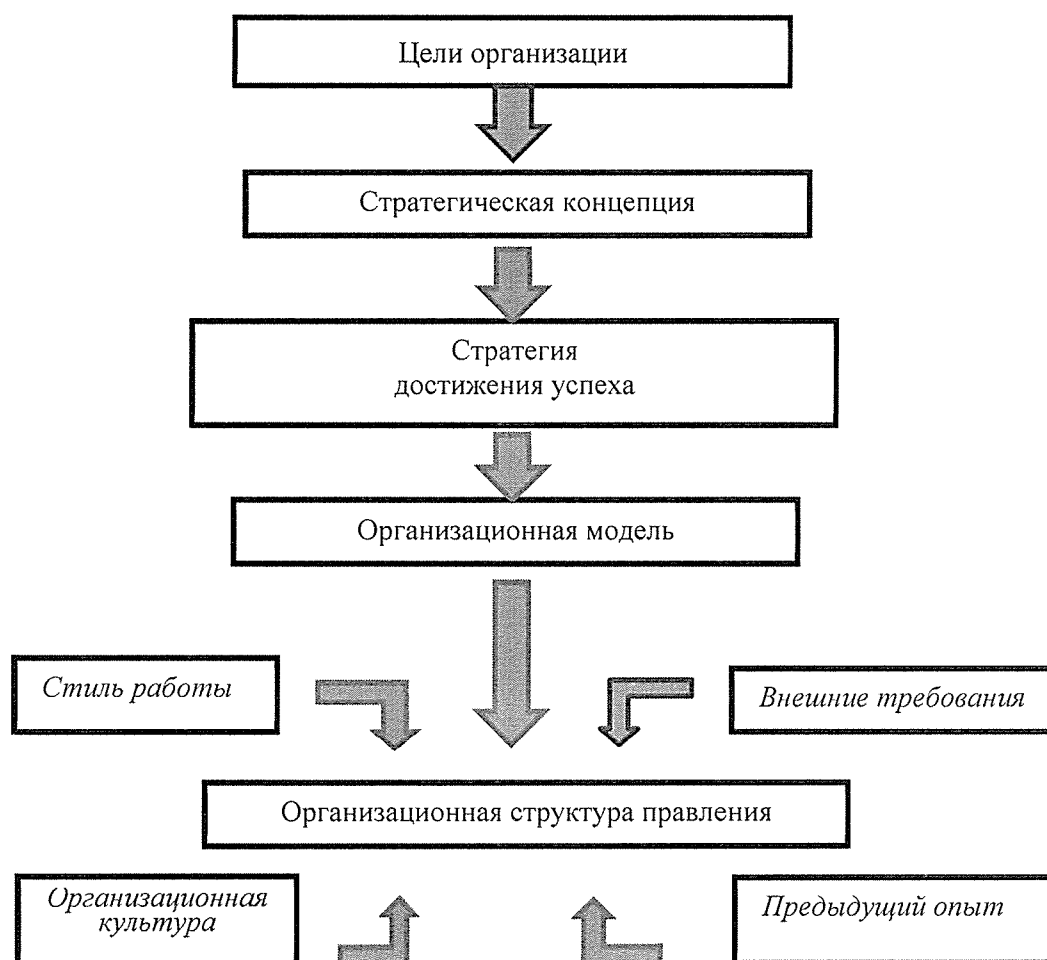 Цели организации
Стратегическая концепция
Стратегия
достижения успеха
Организационная модель
Стиль работы
Внешние требования
Организационная структура правления
Организационная
культура
Предыдущий опыт